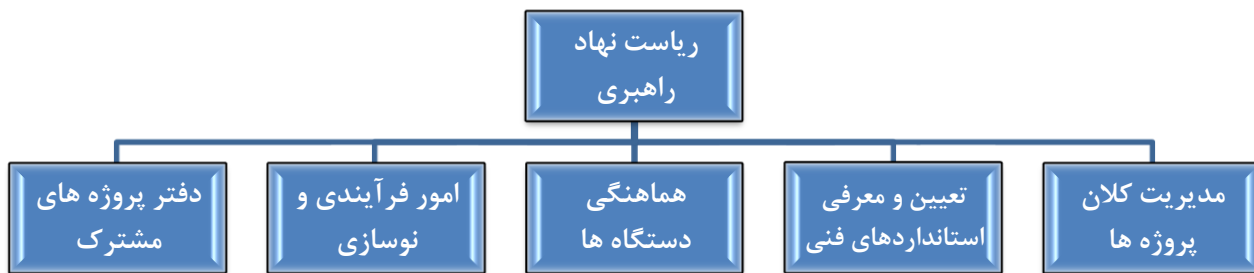 ریاست نهاد
راهبری
مدیریت کلان
پروژه ها
تعیین و معرفی
استانداردهای فنی
هماهنگی
دستگاه ها
امور فرآیندی و
نوسازی
دفتر پروژه های
مشترک